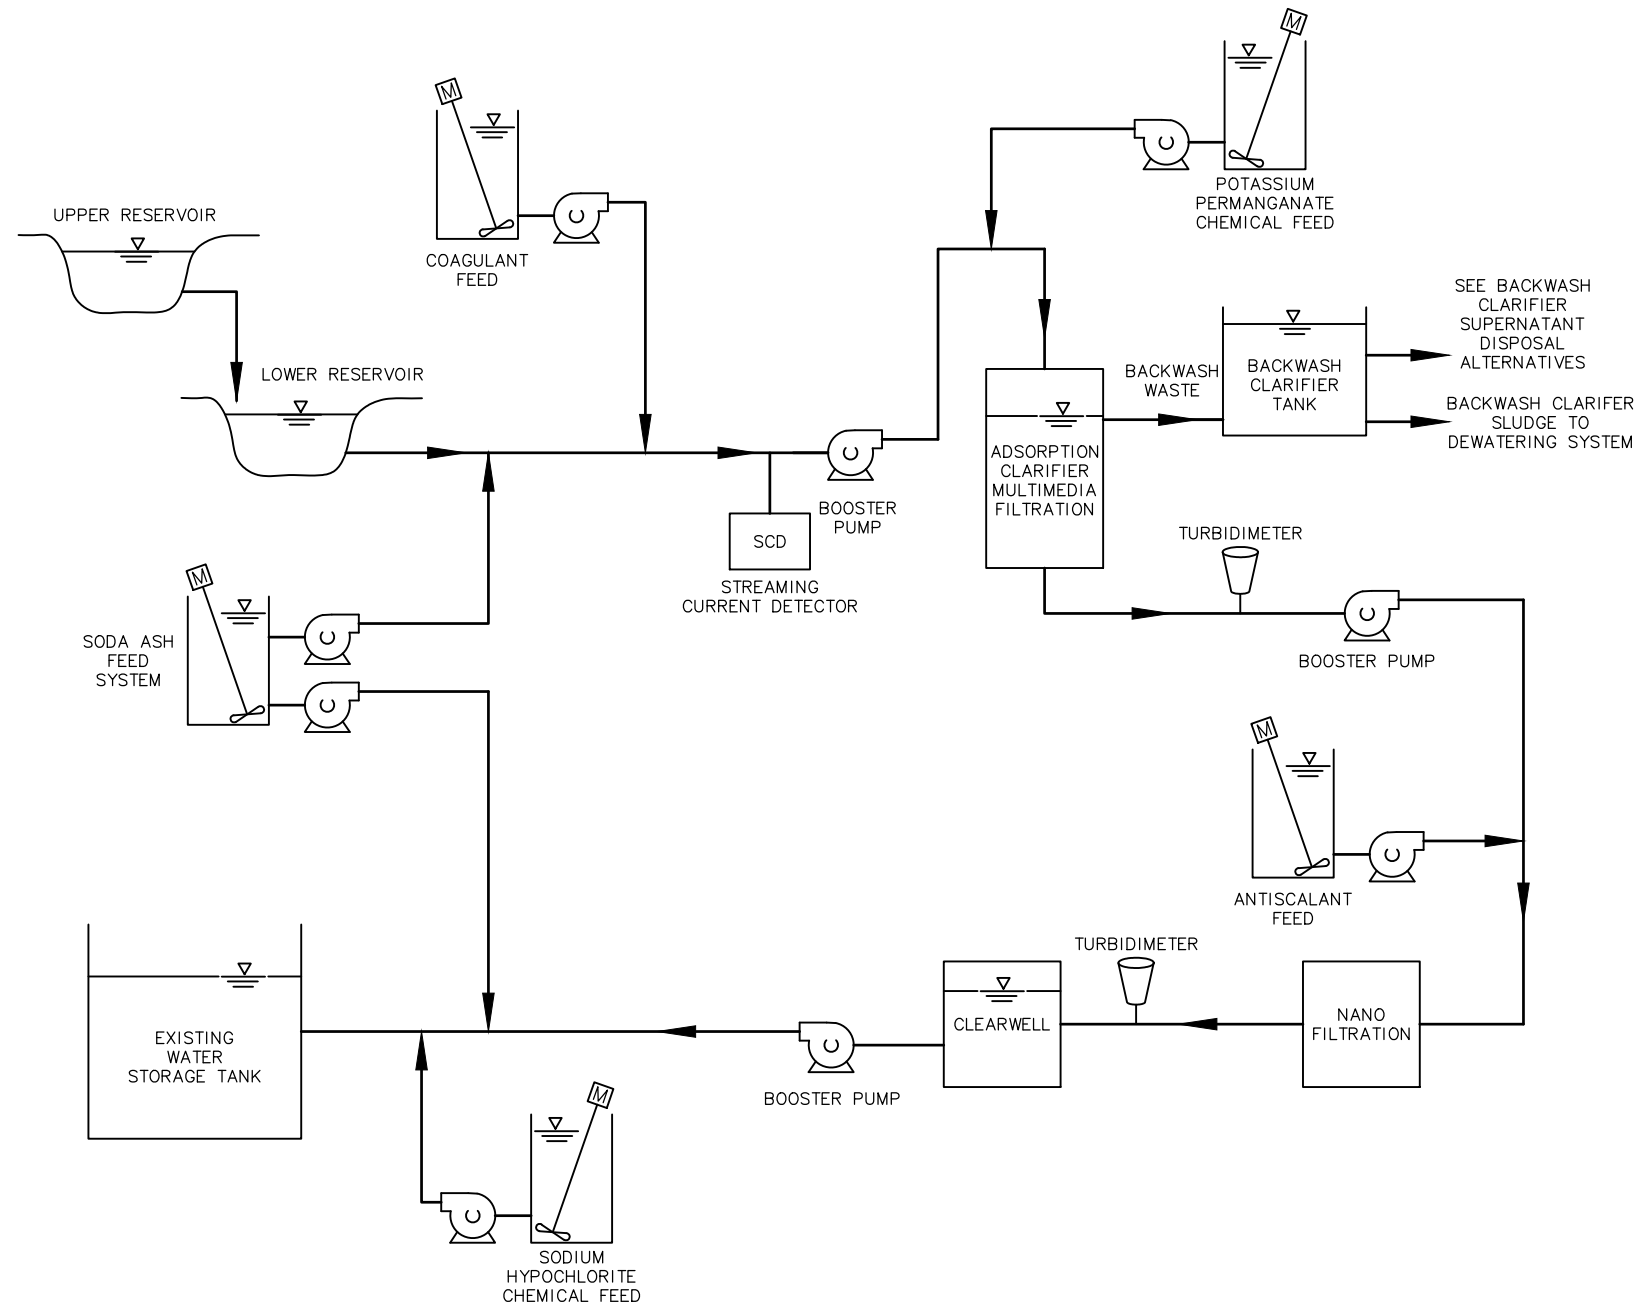 M
POTASSIUM
PERMANGANATE
CHEMICAL FEED
C
M
COAGULANT
FEED
C
UPPER RESERVOIR
LOWER RESERVOIR
SEE BACKWASH
CLARIFIER
SUPERNATANT
DISPOSAL
ALTERNATIVES
BACKWASH
WASTE
BACKWASH
CLARIFIER
TANK
BACKWASH CLARIFER
SLUDGE TO
DEWATERING SYSTEM
C
BOOSTER
PUMP
ADSORPTION
CLARIFIER
MULTIMEDIA
FILTRATION
SCD
STREAMING
CURRENT DETECTOR
TURBIDIMETER
C
BOOSTER PUMP
M
SODA ASH
FEED
SYSTEM
C
C
M
C
ANTISCALANT
FEED
TURBIDIMETER
NANO
FILTRATION
CLEARWELL
C
BOOSTER PUMP
EXISTING
WATER
STORAGE TANK
M
C
SODIUM
HYPOCHLORITE
CHEMICAL FEED